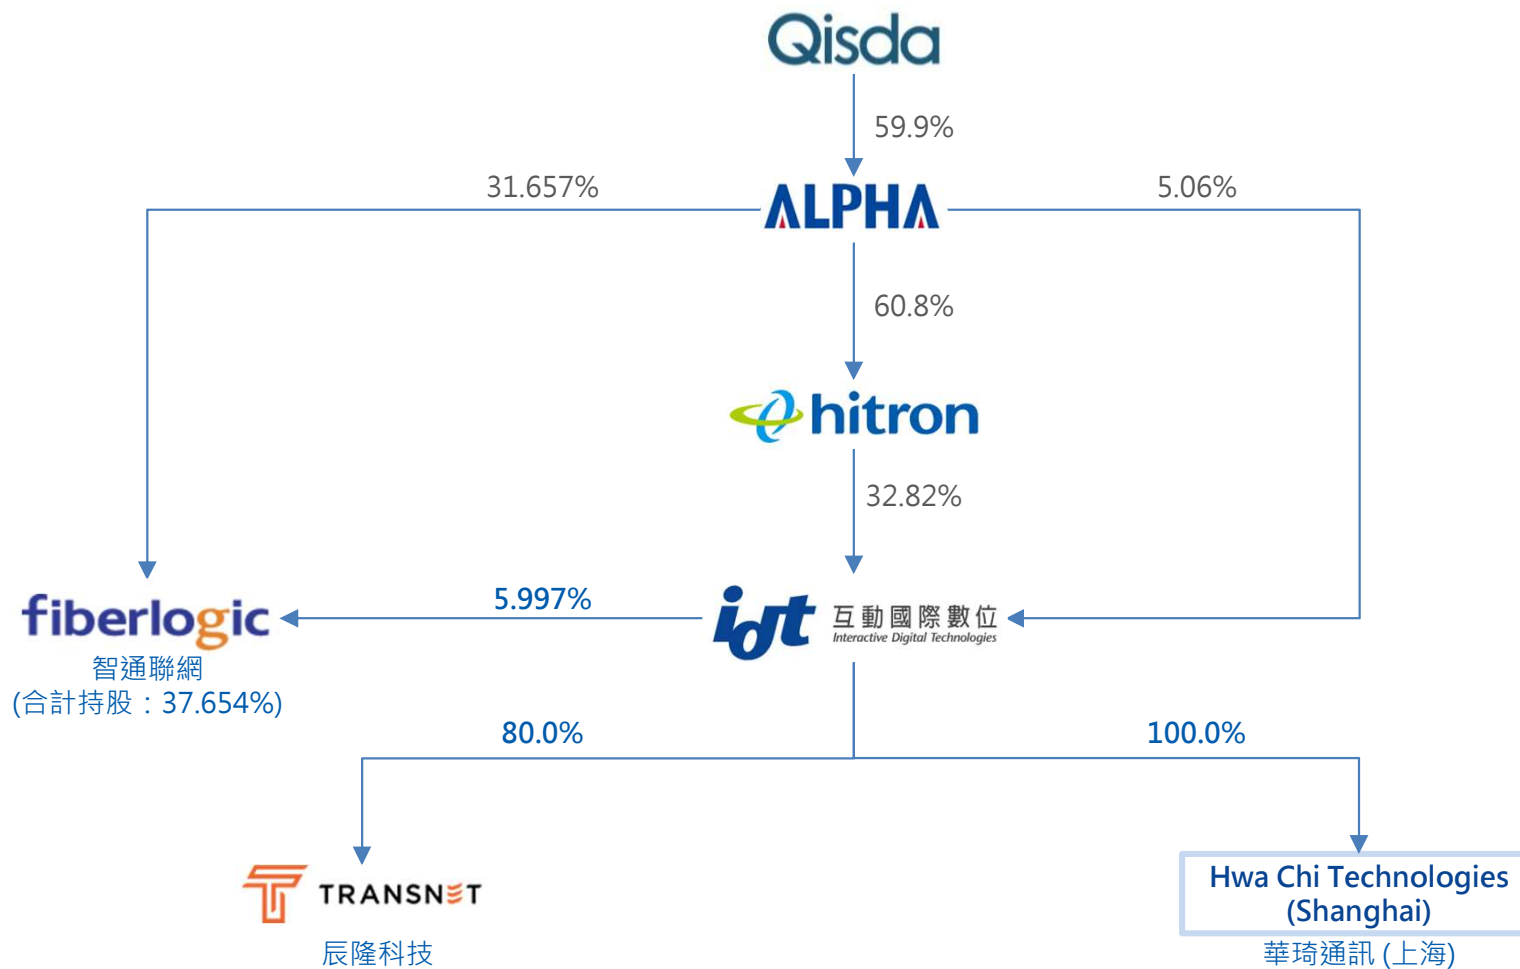 Qisda
59.9%
31.657%
ALPHA
5.06%
60.8%
hitron
32.82%
fiberlogic
5.997%
idt 互動國際數位
Interactive Digital Technologies
智通聯網
(合計持股：37.654%)
80.0%
100.0%
TRANSNET
辰隆科技
Hwa Chi Technologies
(Shanghai)
華琦通訊 (上海)